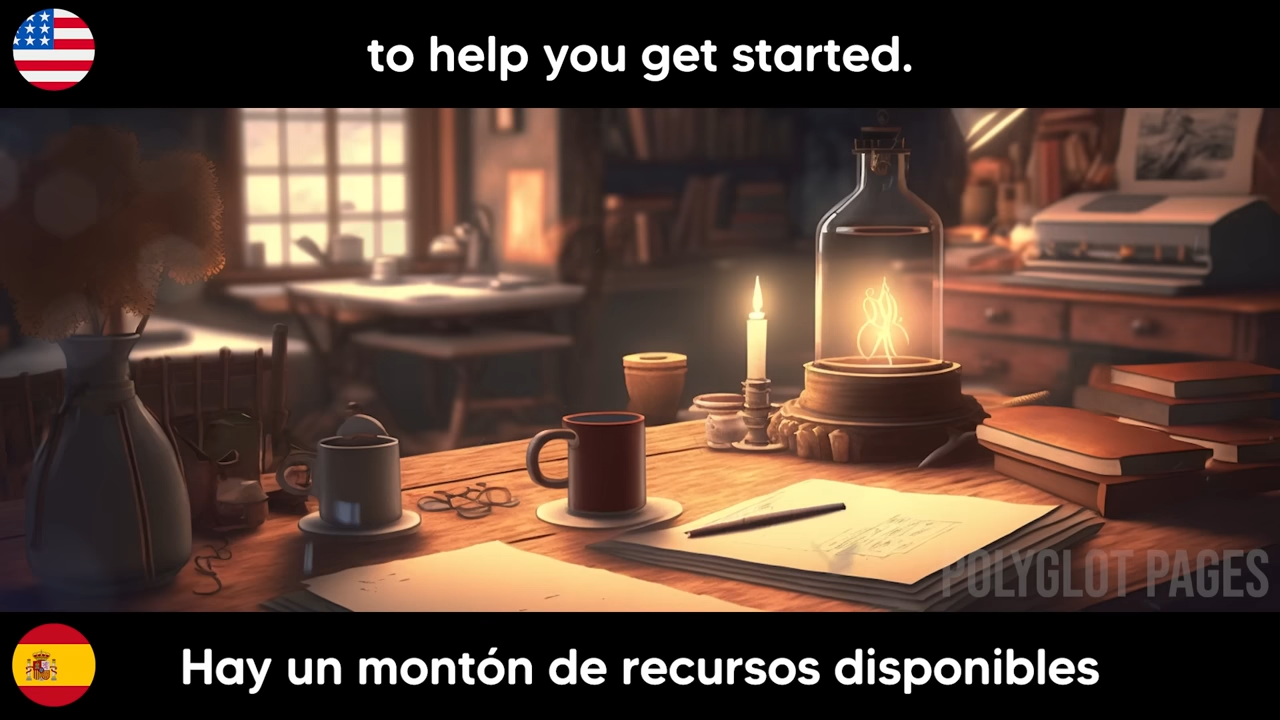 to help you get started.
POLYGLOT PAGES
Hay un montón de recursos disponibles